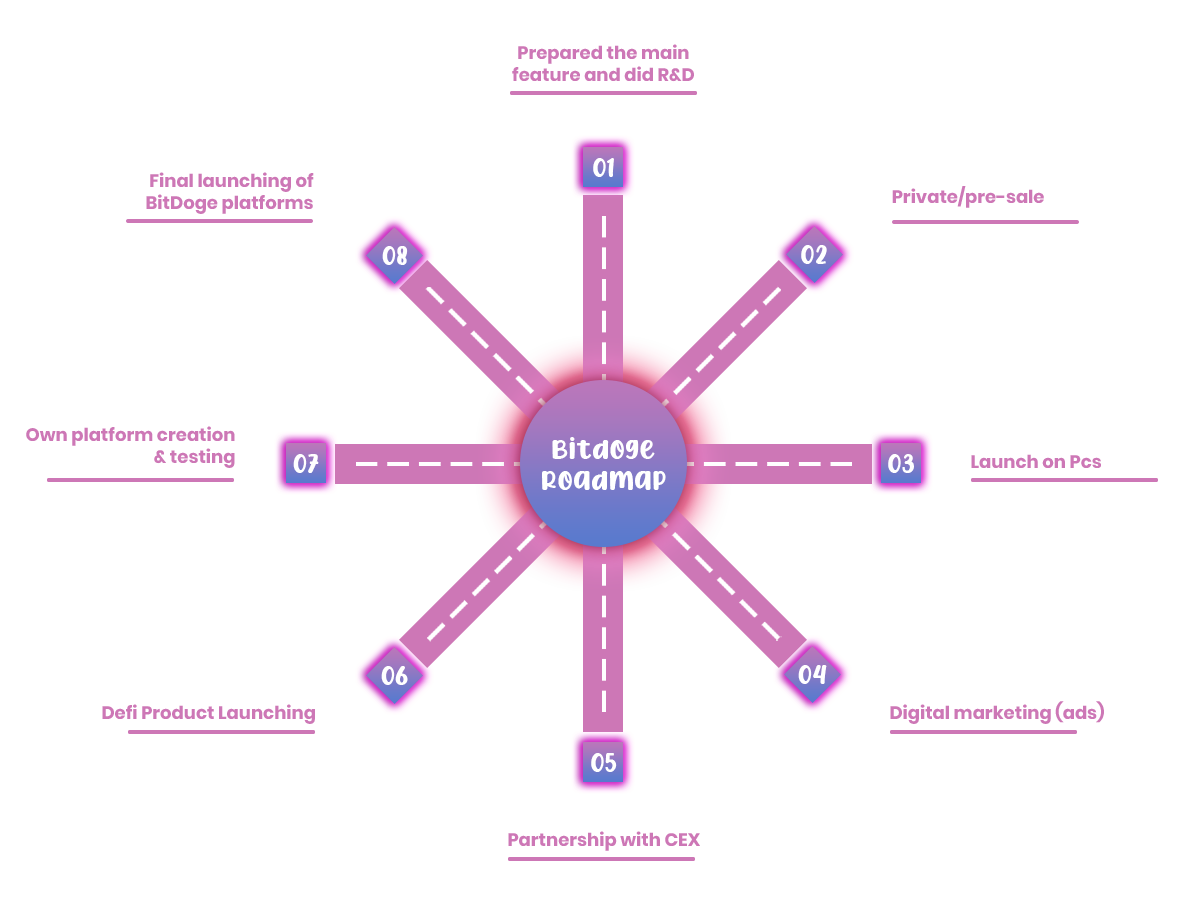 Prepared the main
feature and did R&D
01
Private/pre-sale
02
Launch on Pcs
03
Digital marketing (ads)
04
Partnership with CEX
05
Defi Product Launching
06
Own platform creation
& testing
07
Final launching of
BitDoge platforms
08
Bitdoge
Roadmap